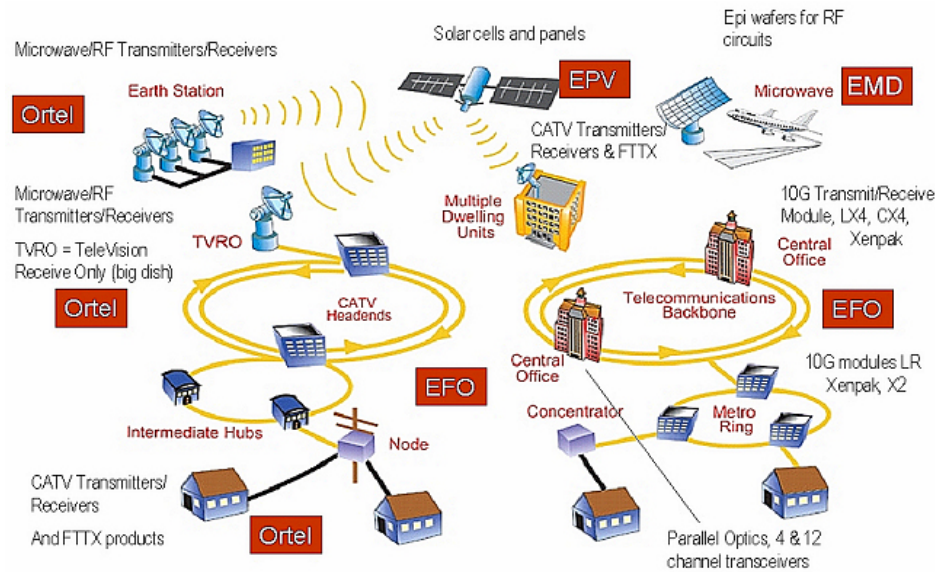 Microwave/RF Transmitters/Receivers
Solar cells and panels
Epi wafers for RF
circuits
Ortel
Earth Station
EPV
Microwave
EMD
CATV Transmitters/
Receivers & FTTX
Microwave/RF
Transmitters/Receivers
TVRO = TeleVision
Receive Only (big dish)
TVRO
Multiple
Dwelling
Units
10G Transmit/Receive
Module, LX4, CX4,
Xenpak
Central
Office
Ortel
CATV
Headends
Telecommunications
Backbone
EFO
Central
Office
EFO
10G modules LR
Xenpak, X2
Intermediate Hubs
Node
Concentrator
Metro
Ring
CATV Transmitters/
Receivers
And FTTX products
Ortel
Parallel Optics, 4 & 12
channel transceivers